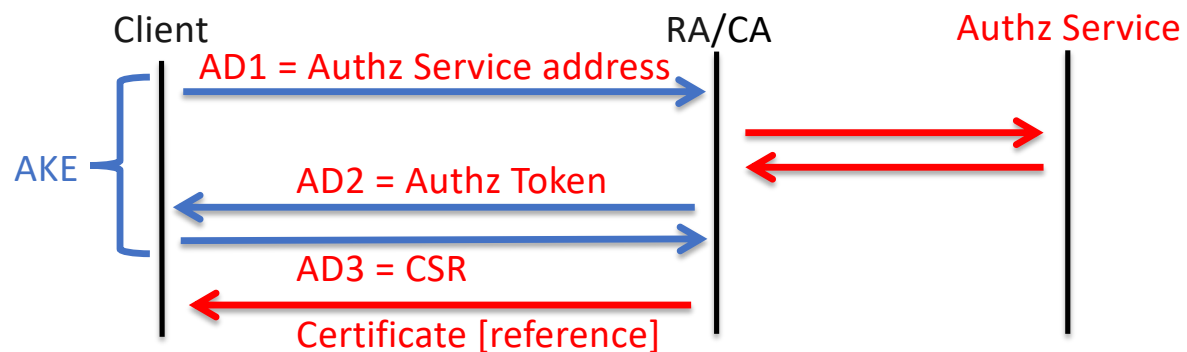 Client
RA/CA
Authz Service
AD1 = Authz Service address
AKE
AD2 = Authz Token
AD3 = CSR
Certificate [reference]